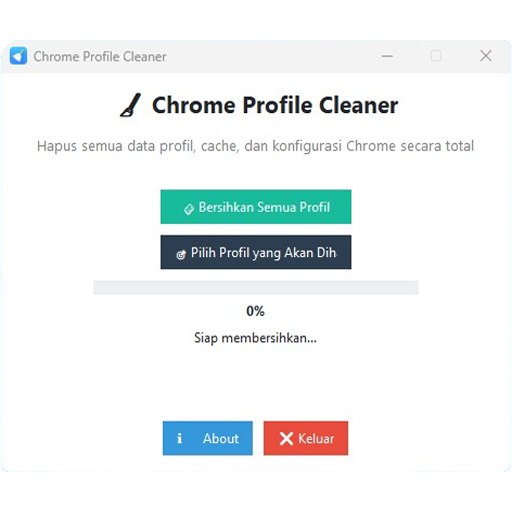 Chrome Profile Cleaner
Chrome Profile Cleaner
Hapus semua data profil, cache, dan konfigurasi Chrome secara total
Bersihkan Semua Profil
Pilih Profil yang Akan Dih
0%
Siap membersihkan...
About
Keluar